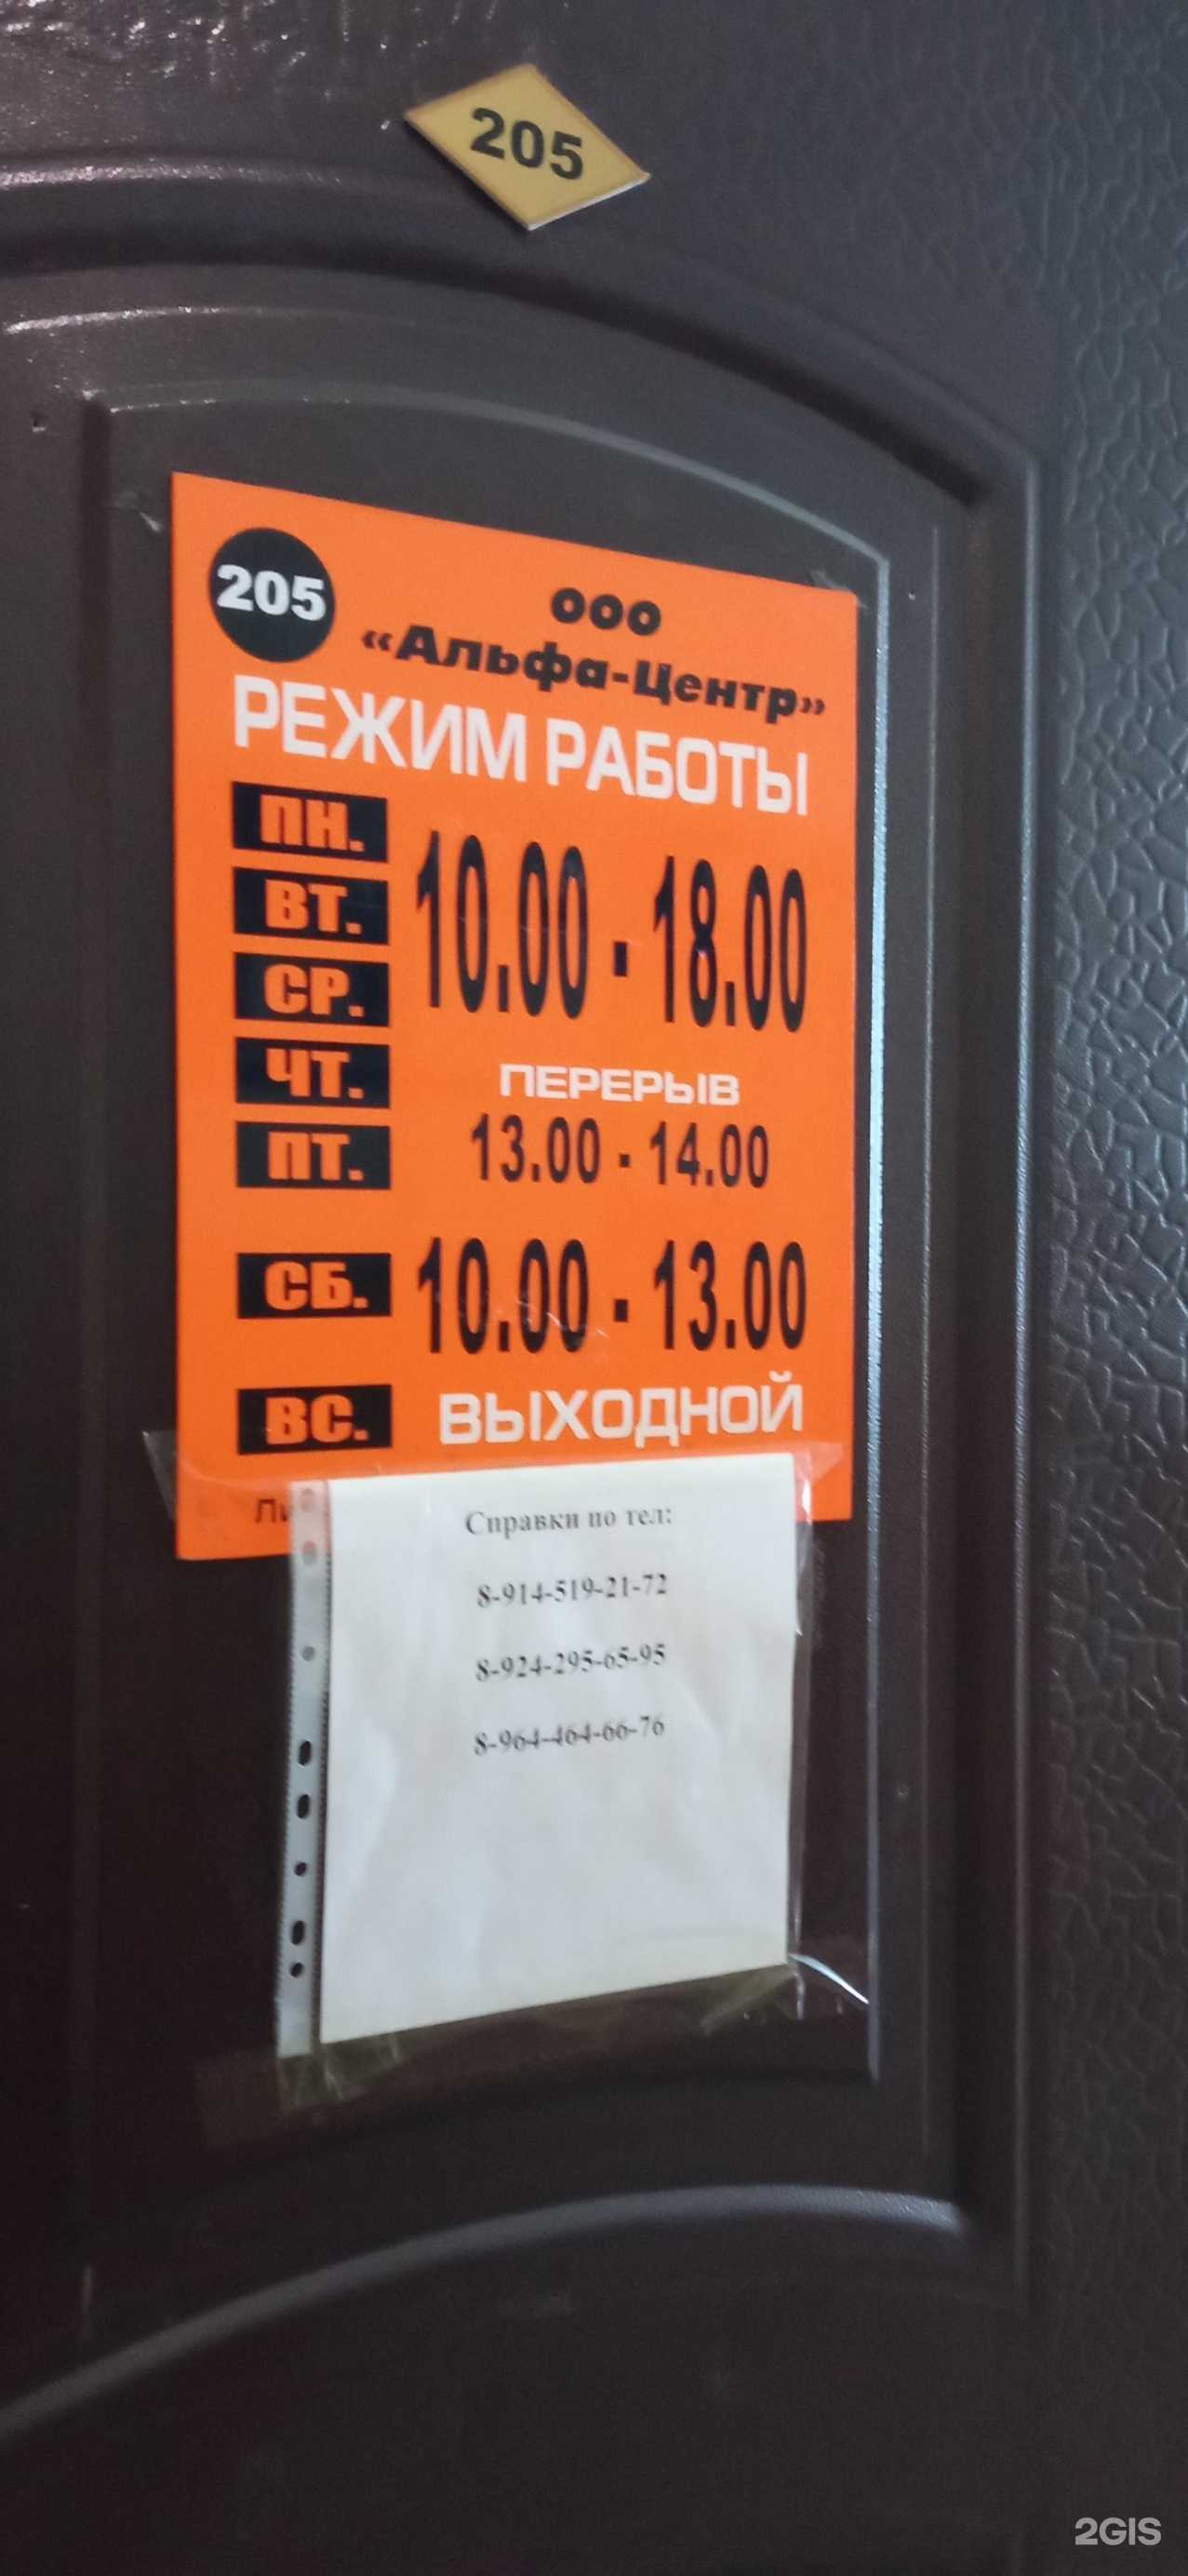 205
205
ООО
«Альфа-Центр»
РЕЖИМ РАБОТЫ
ПН.
ВТ.
СР.
ЧТ.
ПТ.
10.00 - 18.00
ПЕРЕРЫВ
13.00 - 14.00
СБ.
10.00 - 13.00
ВС.
ВЫХОДНОЙ
Справки по тел:
8-914-519-21-72
8-924-295-65-95
8-964-464-66-76
2GIS